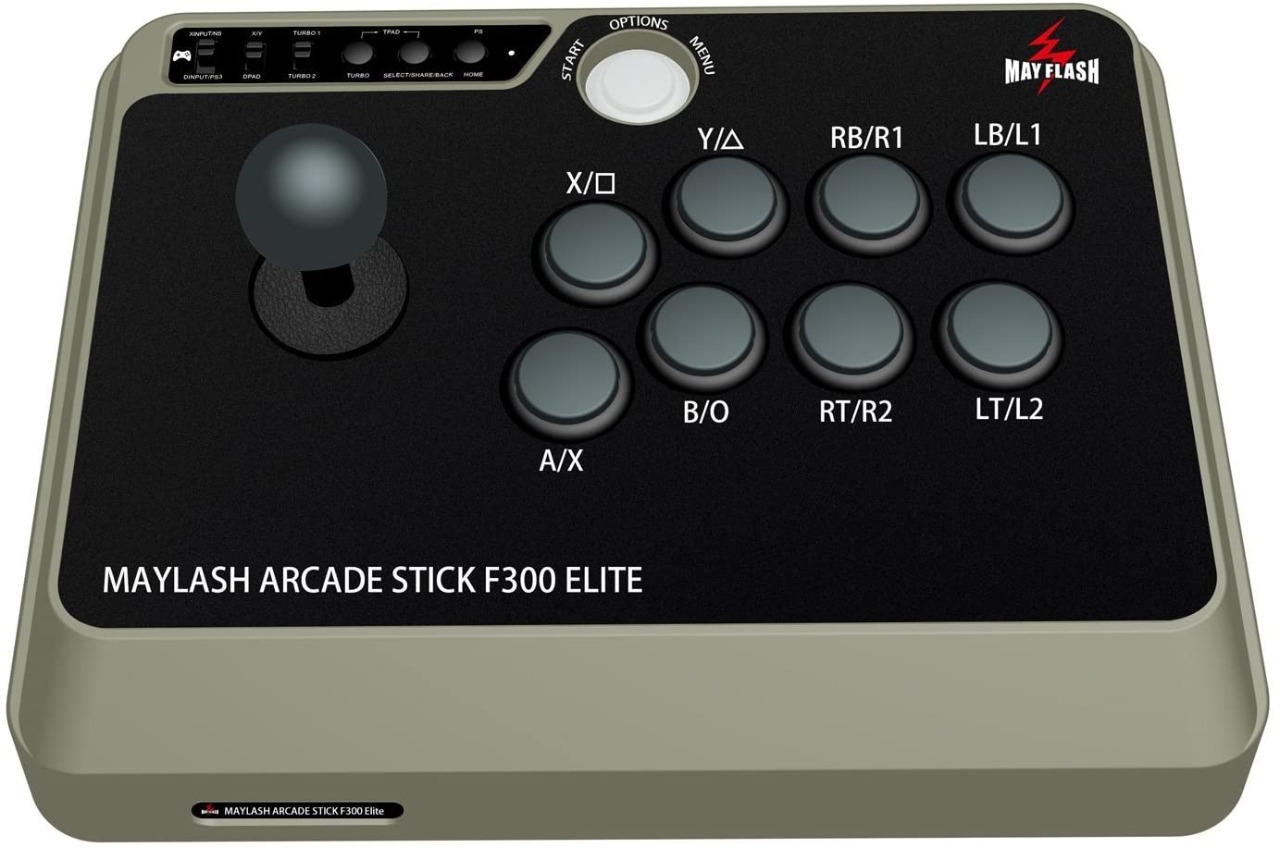 XINPUT/NS X/Y TURBO 1 TPAD PS
DINPUT/PS3 DPAD TURBO 2 TURBO SELECT/SHARE/BACK HOME
START OPTIONS MENU
MAYFLASH
Y/△ RB/R1 LB/L1
X/□
B/O RT/R2 LT/L2
A/X
MAYLASH ARCADE STICK F300 ELITE
MAYLASH ARCADE STICK F300 Elite